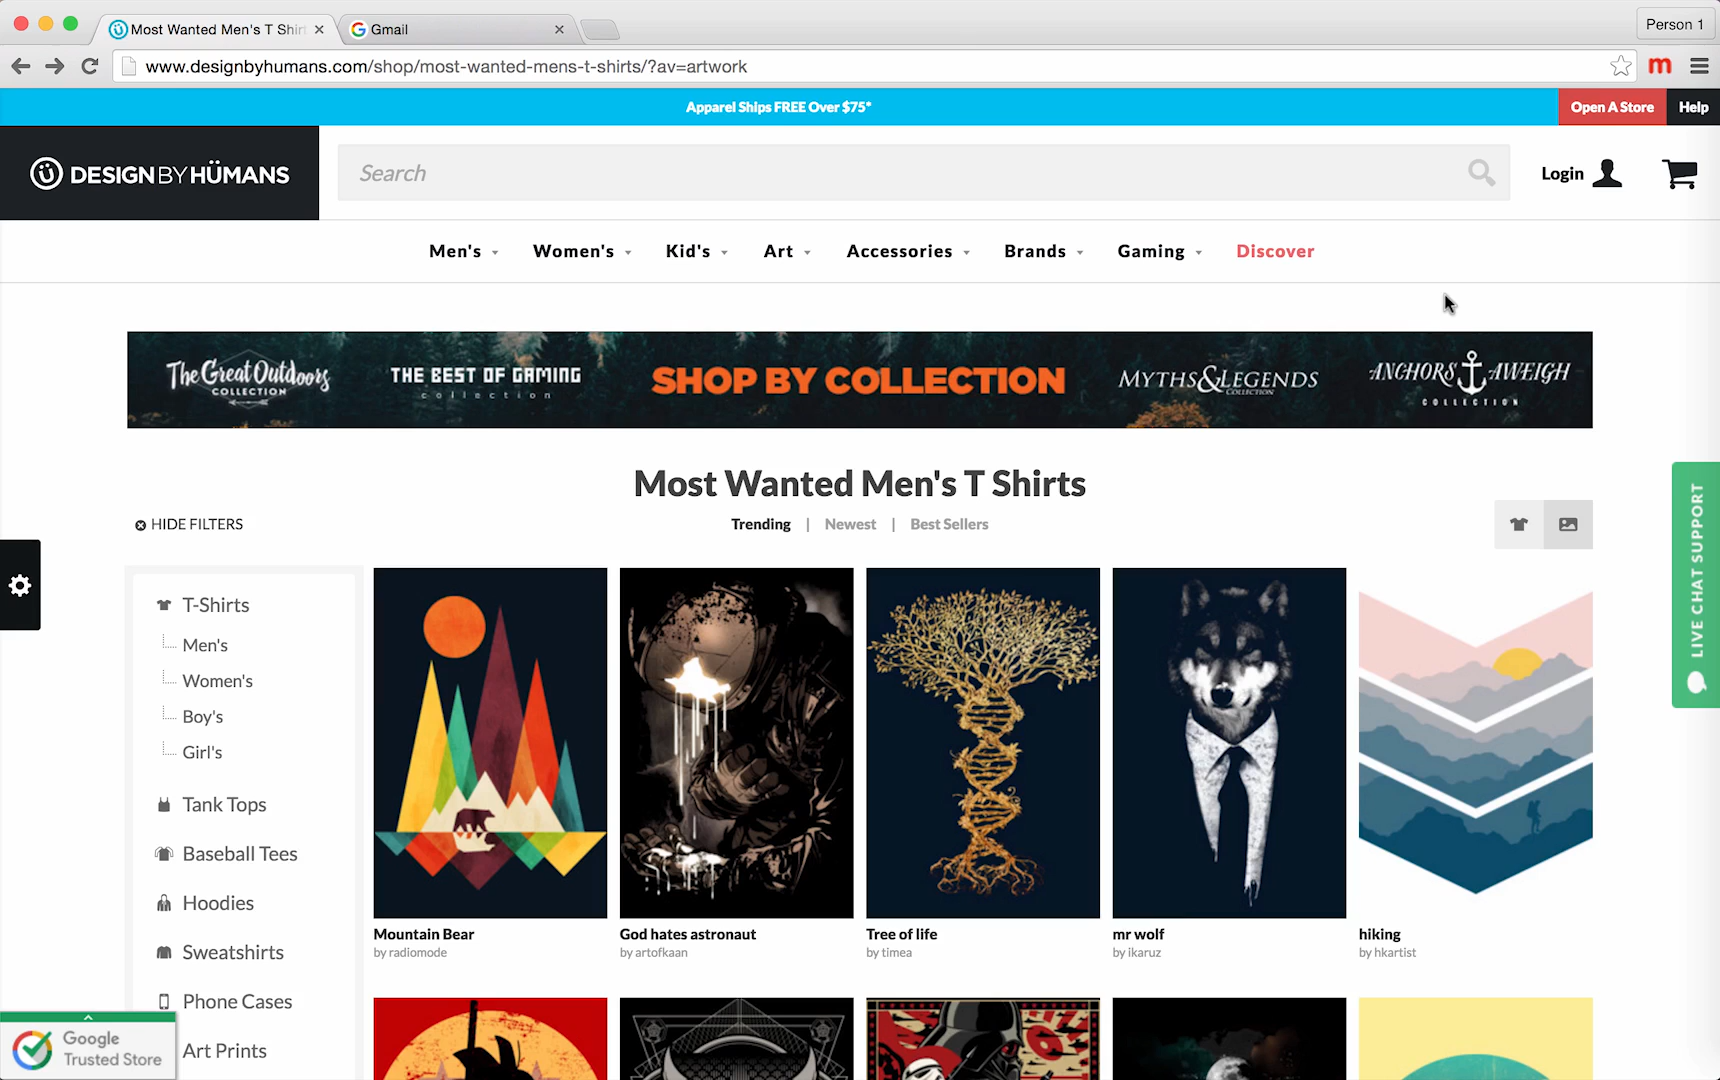 Most Wanted Men's T Shirt
Gmail
Person 1
www.designbyhumans.com/shop/most-wanted-mens-t-shirts/?av=artwork
m
Apparel Ships FREE Over $75*
Open A Store
Help
DESIGN BY HÜMANS
Search
Login
Men's
Women's
Kid's
Art
Accessories
Brands
Gaming
Discover
The Great Outdoors
COLLECTION
THE BEST OF GAMING
collection
SHOP BY COLLECTION
MYTHS & LEGENDS
COLLECTION
ANCHORS AWEIGH
COLLECTION
Most Wanted Men's T Shirts
HIDE FILTERS
Trending | Newest | Best Sellers
LIVE CHAT SUPPORT
T-Shirts
Men's
Women's
Boy's
Girl's
Tank Tops
Baseball Tees
Hoodies
Sweatshirts
Phone Cases
Art Prints
Mountain Bear
by radiomode
God hates astronaut
by artofkaan
Tree of life
by timea
mr wolf
by ikaruz
hiking
by hkartist
Google
Trusted Store